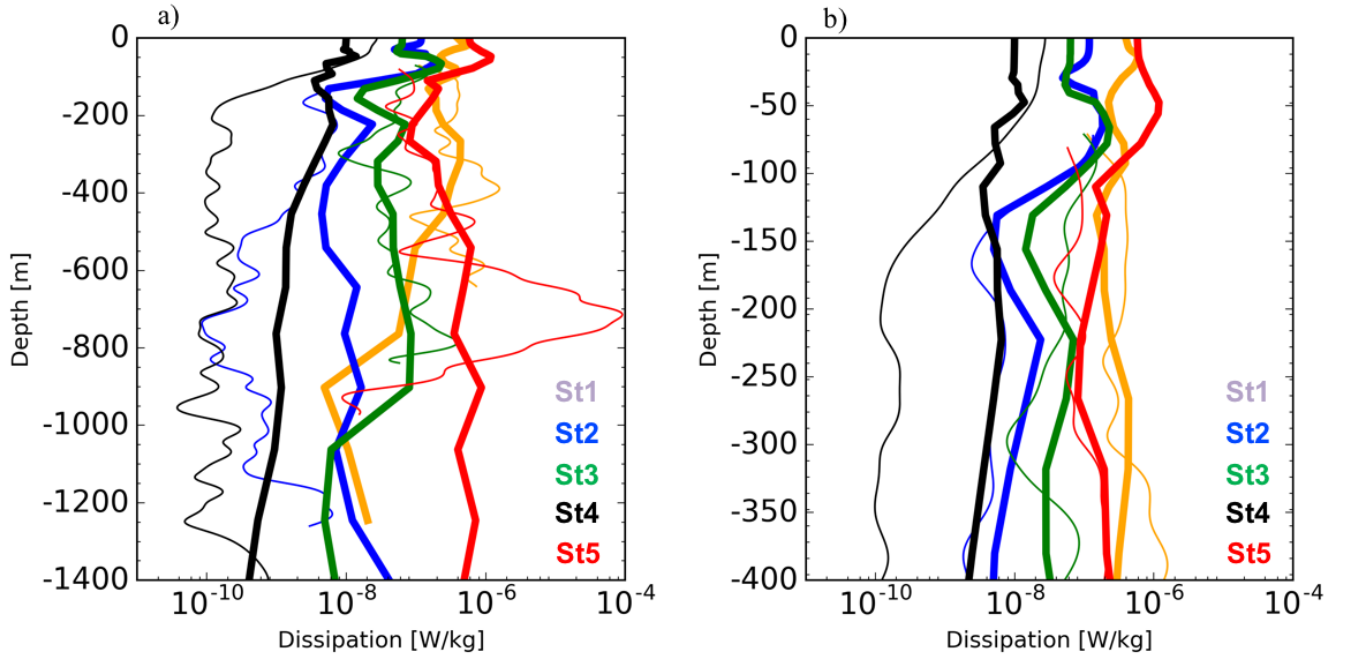 a)
0
-200
-400
-600
-800
-1000
-1200
-1400
Depth [m]
10-10
10-8
10-6
10-4
Dissipation [W/kg]
St1
St2
St3
St4
St5
b)
0
-50
-100
-150
-200
-250
-300
-350
-400
Depth [m]
10-10
10-8
10-6
10-4
Dissipation [W/kg]
St1
St2
St3
St4
St5